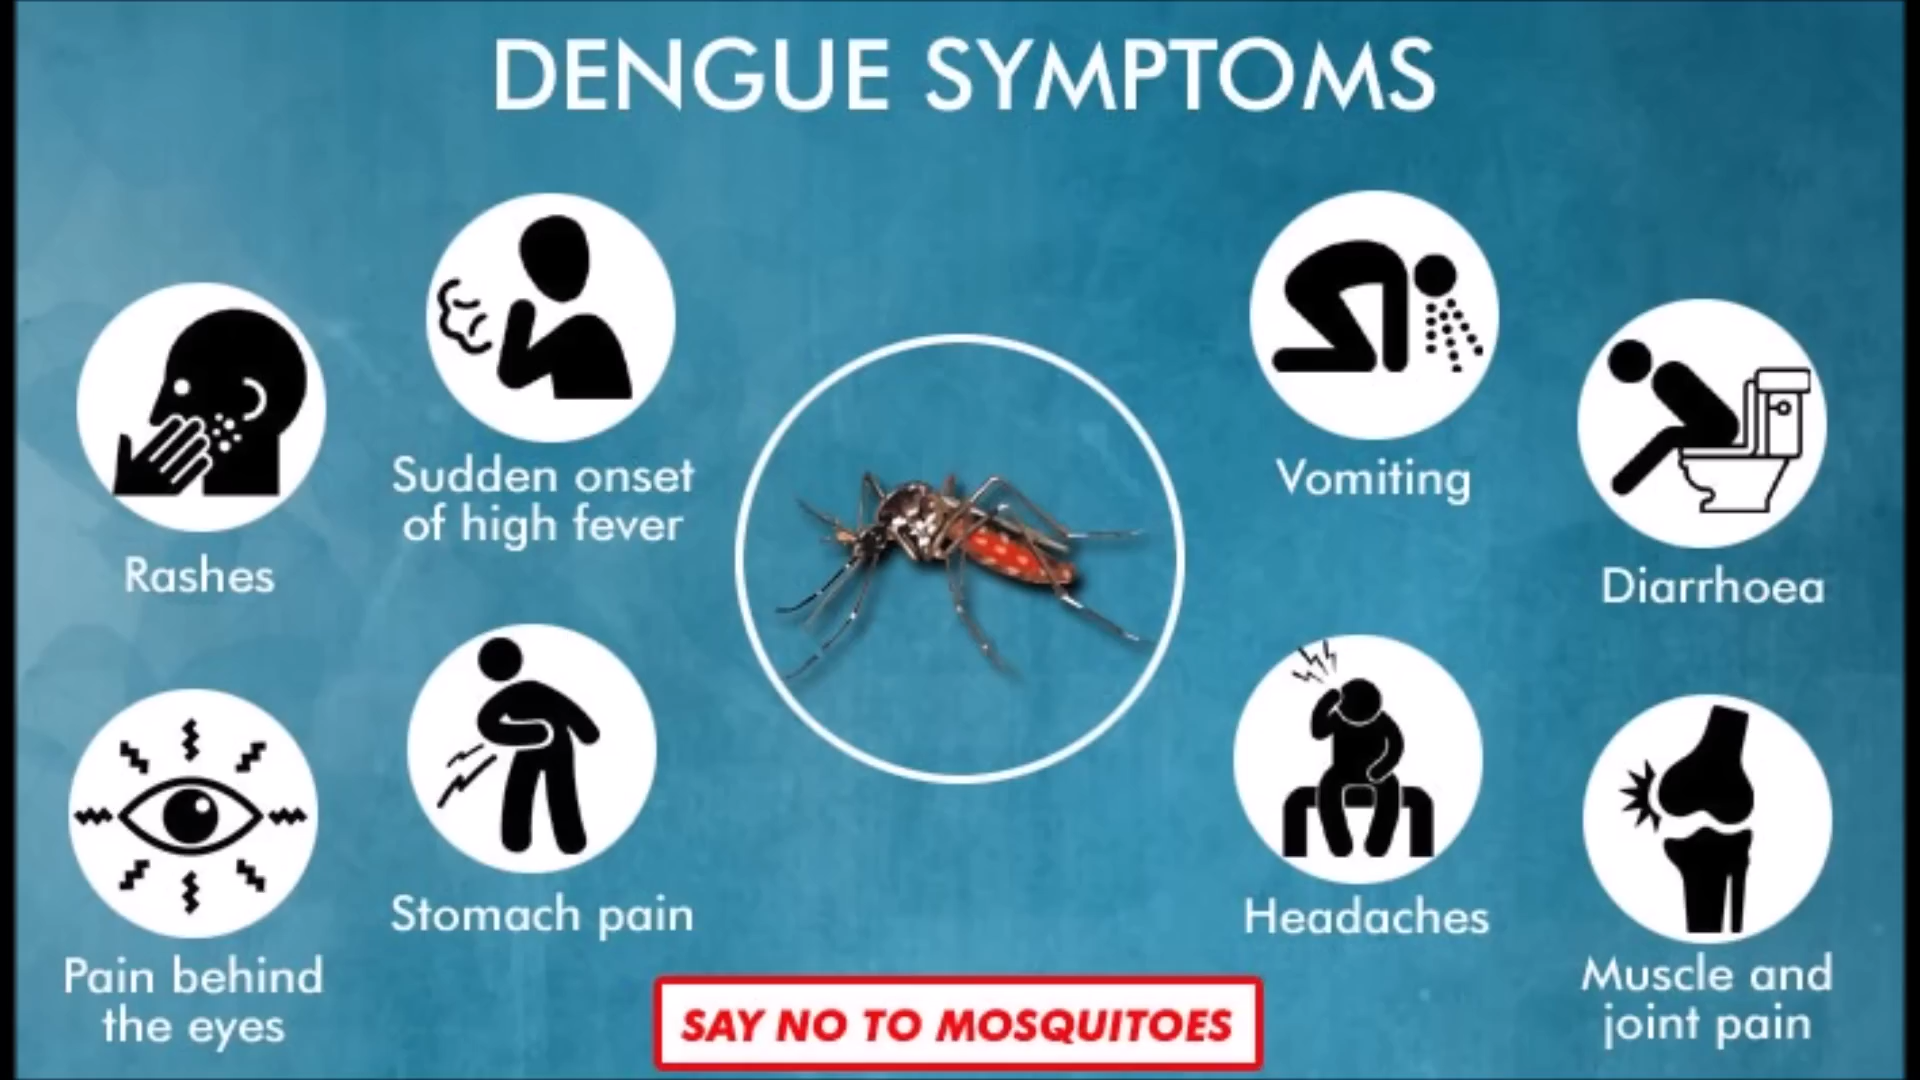 DENGUE SYMPTOMS
Rashes
Sudden onset
of high fever
Vomiting
Diarrhoea
Pain behind
the eyes
Stomach pain
Headaches
Muscle and
joint pain
SAY NO TO MOSQUITOES